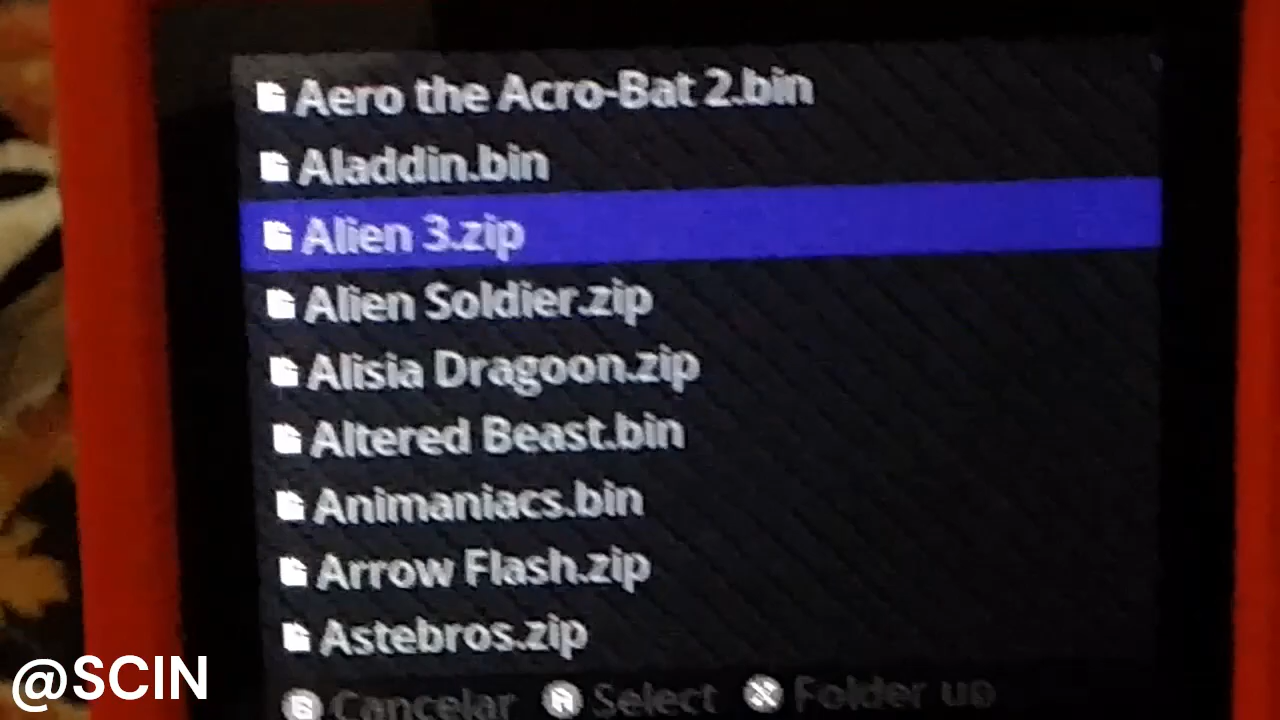 Aero the Acro-Bat 2.bin
Aladdin.bin
Alien 3.zip
Alien Soldier.zip
Alisia Dragoon.zip
Altered Beast.bin
Animaniacs.bin
Arrow Flash.zip
Astebros.zip
Cancelar Select Folder up
@SCIN